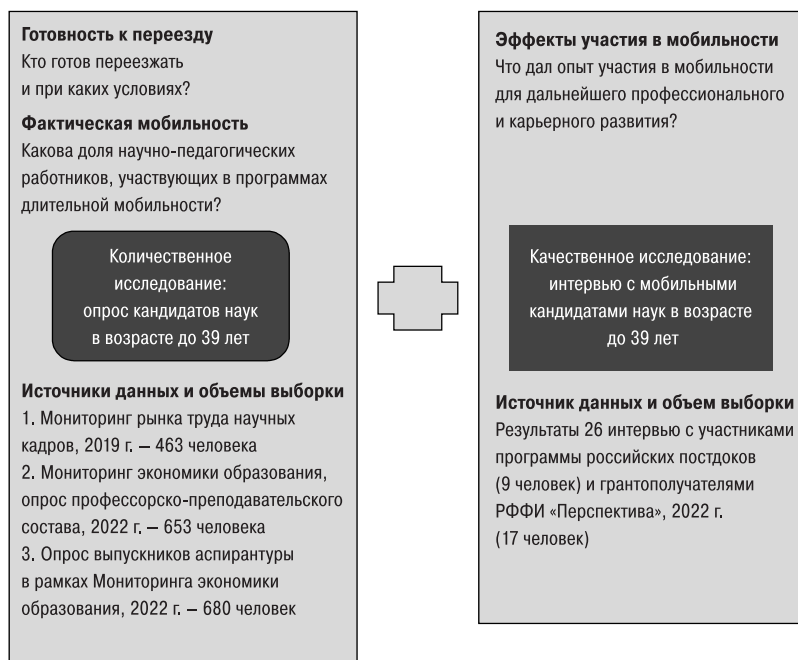 Готовность к переезду
Кто готов переезжать
и при каких условиях?
Фактическая мобильность
Какова доля научно-педагогических
работников, участвующих в программах
длительной мобильности?
Количественное
исследование:
опрос кандидатов наук
в возрасте до 39 лет
Источники данных и объемы выборки
1. Мониторинг рынка труда научных
кадров, 2019 г. — 463 человека
2. Мониторинг экономики образования,
опрос профессорско-преподавательского
состава, 2022 г. — 653 человека
3. Опрос выпускников аспирантуры
в рамках Мониторинга экономики
образования, 2022 г. — 680 человек
Эффекты участия в мобильности
Что дал опыт участия в мобильности
для дальнейшего профессионального
и карьерного развития?
Качественное исследование:
интервью с мобильными
кандидатами наук в возрасте
до 39 лет
Источник данных и объем выборки
Результаты 26 интервью с участниками
программы российских постдоков
(9 человек) и грантополучателями
РФФИ «Перспектива», 2022 г.
(17 человек)